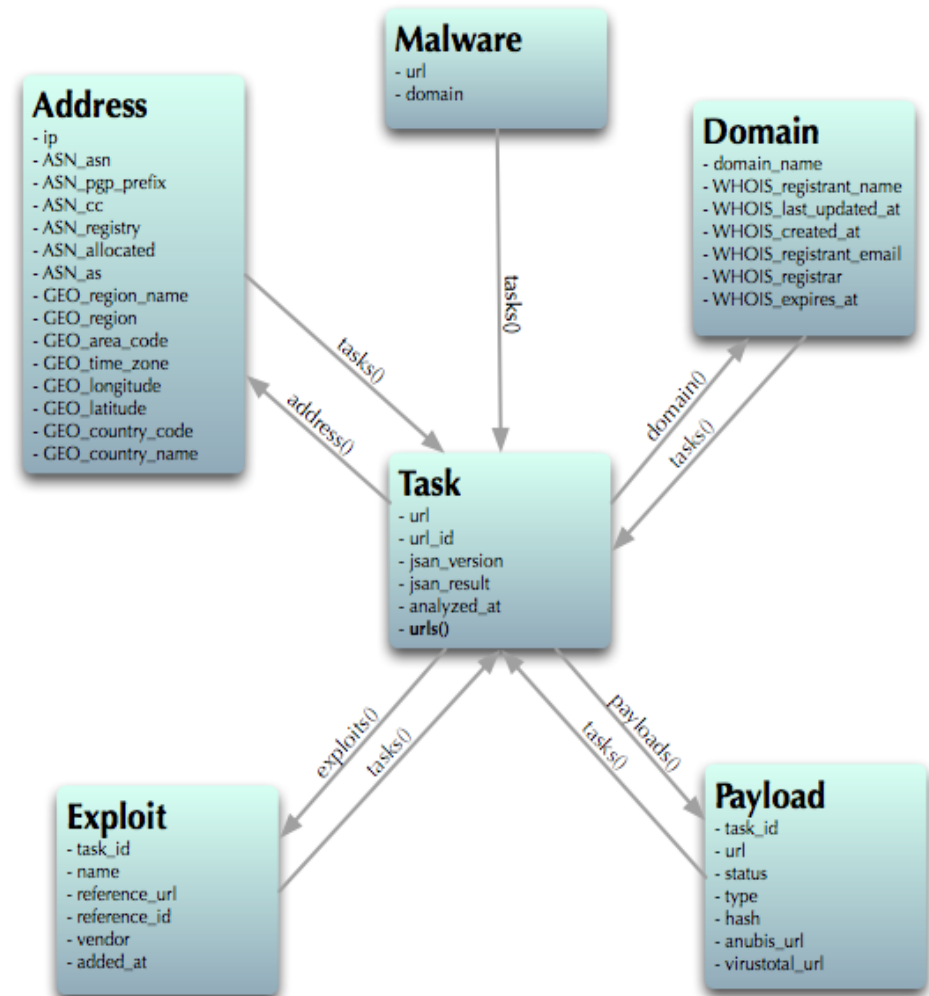 Malware
- url
- domain
Address
- ip
- ASN_asn
- ASN_pgp_prefix
- ASN_cc
- ASN_registry
- ASN_allocated
- ASN_as
- GEO_region_name
- GEO_region
- GEO_area_code
- GEO_time_zone
- GEO_longitude
- GEO_latitude
- GEO_country_code
- GEO_country_name
Domain
- domain_name
- WHOIS_registrant_name
- WHOIS_last_updated_at
- WHOIS_created_at
- WHOIS_registrant_email
- WHOIS_registrar
- WHOIS_expires_at
tasks()
tasks()
address()
domain()
tasks()
Task
- url
- url_id
- jsan_version
- jsan_result
- analyzed_at
- urls()
exploits()
tasks()
payloads()
tasks()
Exploit
- task_id
- name
- reference_url
- reference_id
- vendor
- added_at
Payload
- task_id
- url
- status
- type
- hash
- anubis_url
- virustotal_url